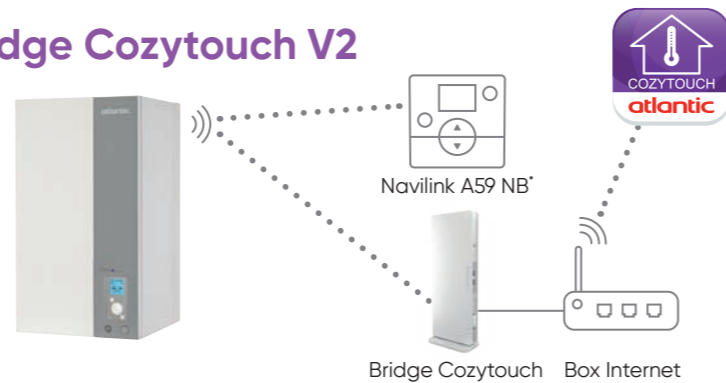 dge Cozytouch V2
COZYTOUCH
atlantic
atlantic
Navilink A59 NB*
Bridge Cozytouch
Box Internet